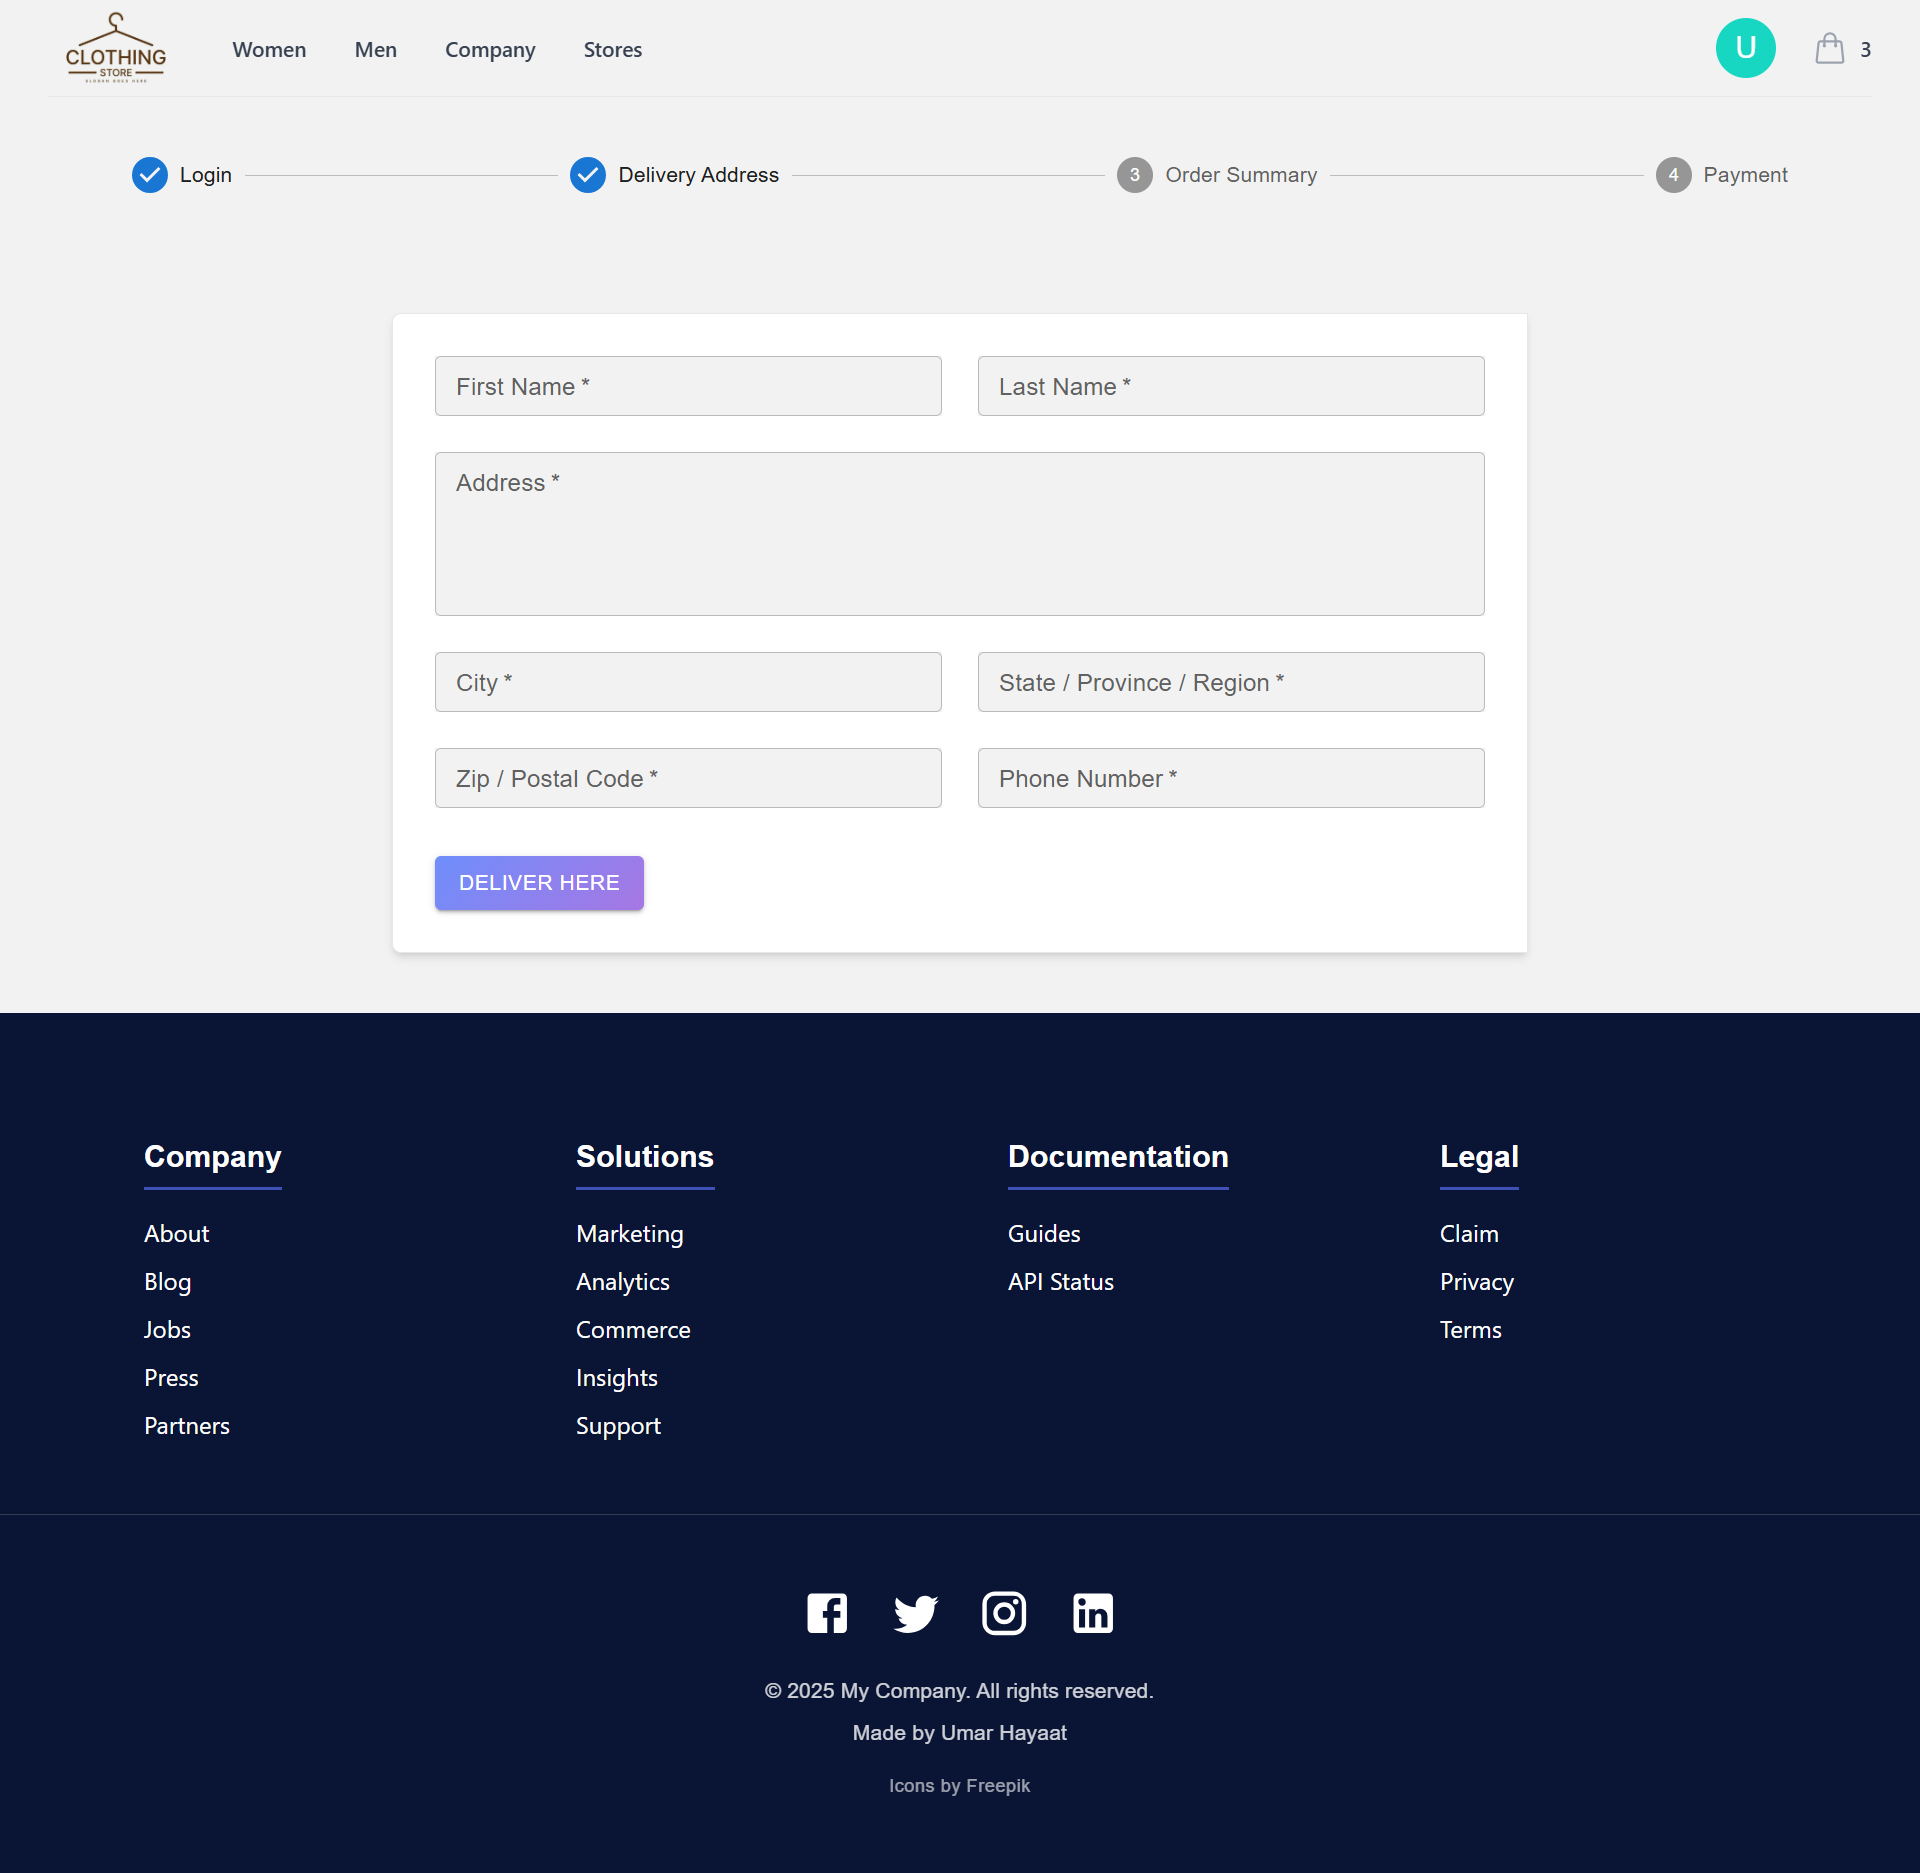 CLOTHING
STORE
SLOGAN GOES HERE
Women Men Company Stores
U 3
Login Delivery Address 3 Order Summary 4 Payment
First Name * Last Name *
Address *
City * State / Province / Region *
Zip / Postal Code * Phone Number *
DELIVER HERE
Company Solutions Documentation Legal
About Marketing Guides Claim
Blog Analytics API Status Privacy
Jobs Commerce Terms
Press Insights
Partners Support
© 2025 My Company. All rights reserved.
Made by Umar Hayaat
Icons by Freepik